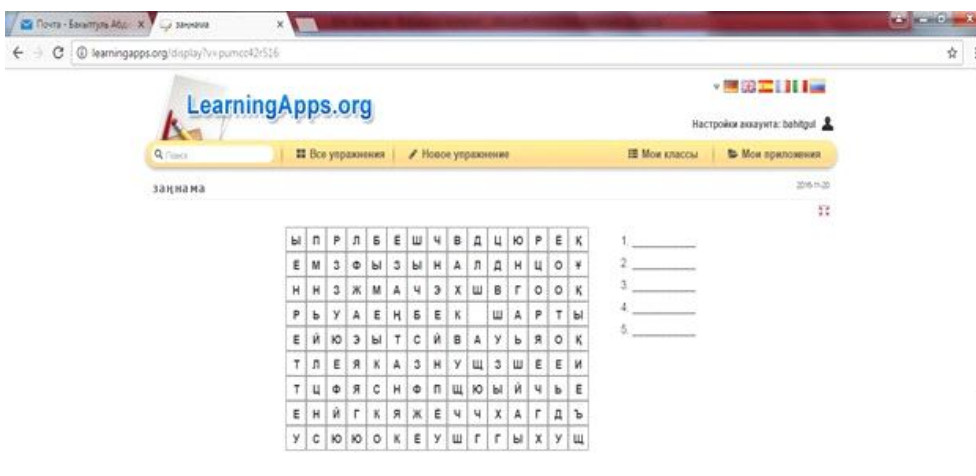 Почта - Бакытгуль Абд
заңнама
learningapps.org/display?v=pumcc42r516
LearningApps.org
Настройки аккаунта: bahitgul
Поиск
Все упражнения
Новое упражнение
Мои классы
Мои приложения
заңнама
2016-11-20
Ы П Р Л Б Е Ш Ч В Д Ц Ю Р Ё Қ
Ё М З Ф Ы З Ы Н А Л Д Н Ц О ¥
Н Н З Ж М А Ч Э Х Ш В Г О О Қ
Р Ь У А Е Ң Б Е К Ш А Р Т Ы
Е Й Ю Э Ы Т С Й В А У Ь Я О Қ
Т Л Е Я К А З Н У Щ З Ш Е Е И
Т Ц Ф Я С Н Ф П Щ Ю Ы Й Ч Ь Ё
Е Н Й Г К Я Ж Ё Ч Ч Х А Г Д Ъ
У С Ю Ю О К Ё У Ш Г Г Ы Х У Щ
1.
2.
3.
4.
5.